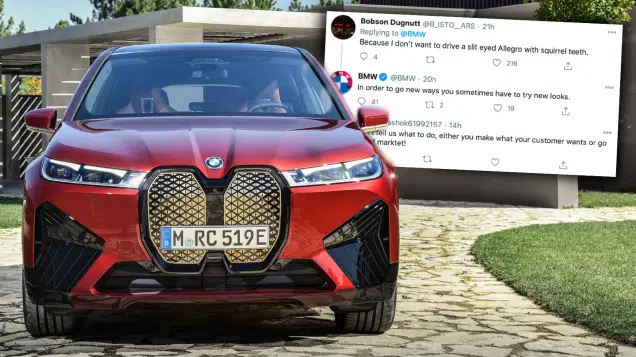 Bobson Dugnutt @6_ISTO_ARS · 21h
Replying to @BMW
Because I don't want to drive a slit eyed Allegro with squirrel teeth.
4
216
BMW @BMW · 20h
In order to go new ways you sometimes have to try new looks.
41
2
19
ashok61992157 · 14h
t tell us what to do, either you make what your customer wants or go
f marktet!
M RC 519E